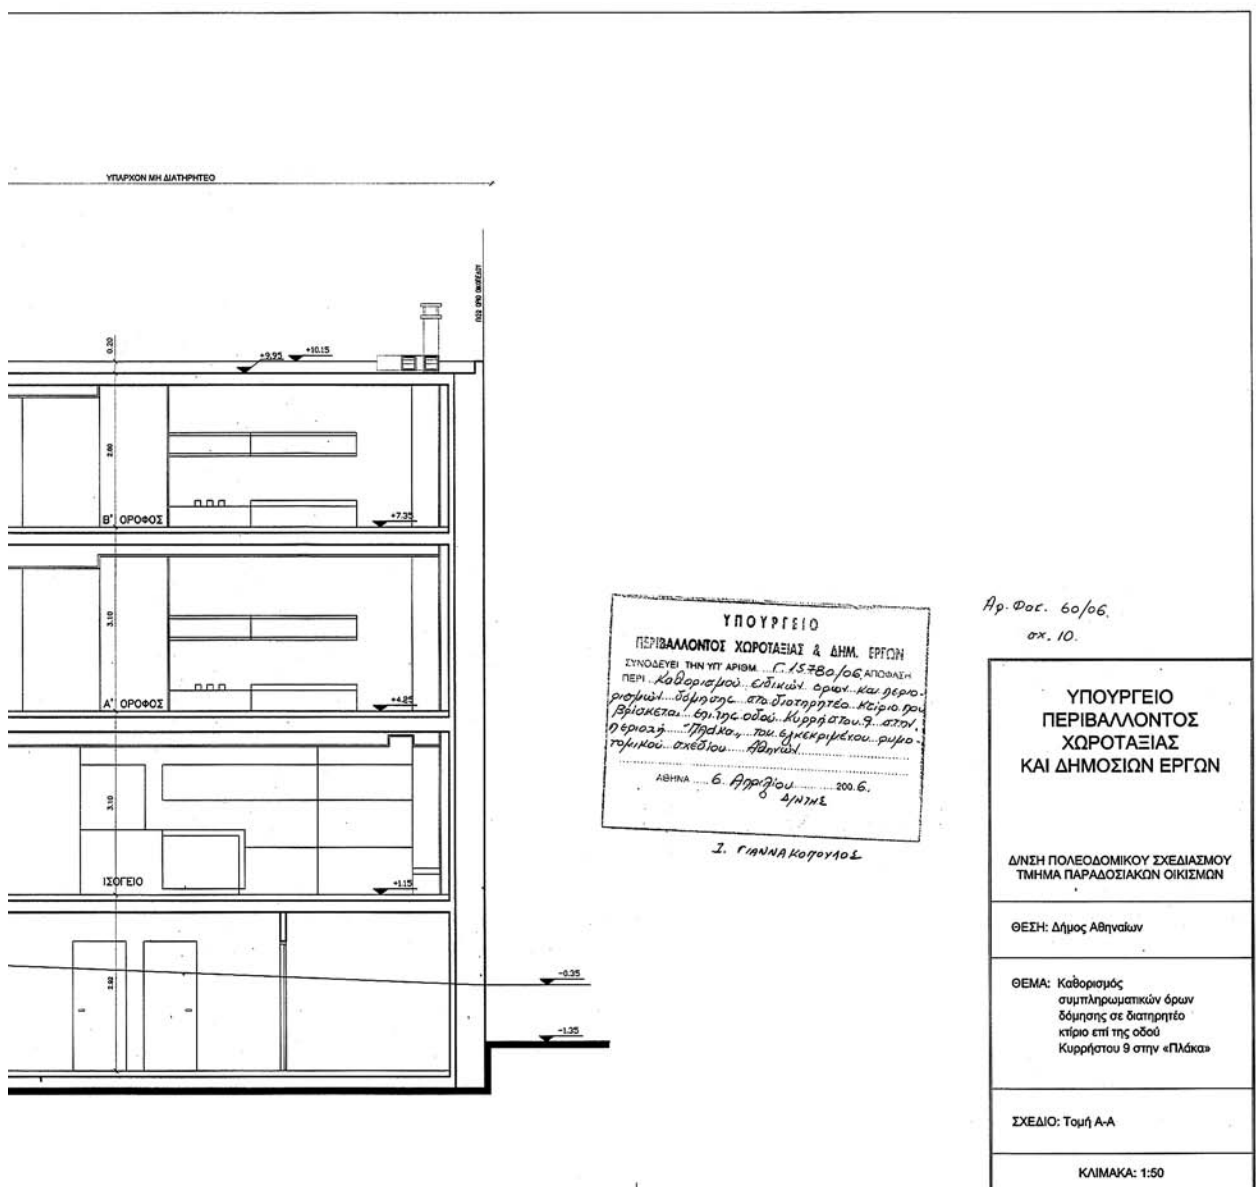 ΥΠΑΡΧΟΝ ΜΗ ΔΙΑΤΗΡΗΤΕΟ
0.20
+9.95
+10.15
2.60
Β' ΟΡΟΦΟΣ
+7.35
3.10
Α' ΟΡΟΦΟΣ
+4.25
3.10
ΙΣΟΓΕΙΟ
+1.15
-0.35
-1.35
ΥΠΟΥΡΓΕΙΟ
ΠΕΡΙΒΑΛΛΟΝΤΟΣ ΧΩΡΟΤΑΞΙΑΣ & ΔΗΜ. ΕΡΓΩΝ
ΣΥΝΟΔΕΥΕΙ ΤΗΝ ΥΠ' ΑΡΙΘΜ. Γ.15780/06 ΑΠΟΦΑΣΗ
ΠΕΡΙ Καθορισμού ειδικών όρων και περιο-
ρισμών δόμησης στο διατηρητέο κτίριο που
βρίσκεται επί της οδού Κυρρήστου 9 στην
περιοχή "Πλάκα" του εγκεκριμένου ρυμο-
τομικού σχεδίου Αθηνών
ΑΘΗΝΑ 6 Απριλίου 2006.
Δ/ΝΤΗΣ
Ι. ΓΙΑΝΝΑΚΟΠΟΥΛΟΣ
Αρ. Φακ. 60/06.
σχ. 10.
ΥΠΟΥΡΓΕΙΟ
ΠΕΡΙΒΑΛΛΟΝΤΟΣ
ΧΩΡΟΤΑΞΙΑΣ
ΚΑΙ ΔΗΜΟΣΙΩΝ ΕΡΓΩΝ
Δ/ΝΣΗ ΠΟΛΕΟΔΟΜΙΚΟΥ ΣΧΕΔΙΑΣΜΟΥ
ΤΜΗΜΑ ΠΑΡΑΔΟΣΙΑΚΩΝ ΟΙΚΙΣΜΩΝ
ΘΕΣΗ: Δήμος Αθηναίων
ΘΕΜΑ: Καθορισμός
συμπληρωματικών όρων
δόμησης σε διατηρητέο
κτίριο επί της οδού
Κυρρήστου 9 στην «Πλάκα»
ΣΧΕΔΙΟ: Τομή Α-Α
ΚΛΙΜΑΚΑ: 1:50